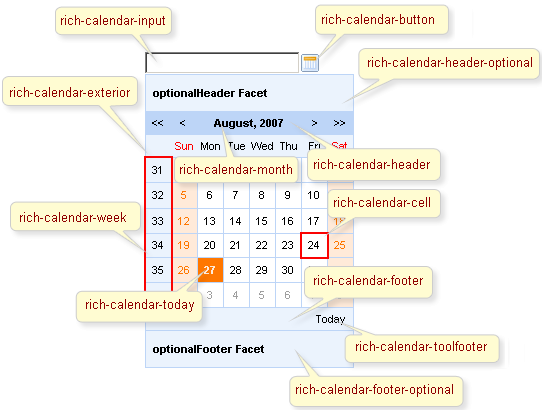 rich-calendar-input
rich-calendar-button
rich-calendar-header-optional
rich-calendar-exterior
optionalHeader Facet
<< < August, 2007 > >>
Sun Mon Tue Wed Thu Fri Sat
rich-calendar-header
31
rich-calendar-month
32 5 6 7 8 9 10
rich-calendar-cell
33 12 13 14 15 16 17 18
rich-calendar-week
34 19 20 21 22 23 24 25
35 26 27 28 29 30
rich-calendar-footer
rich-calendar-today
3 4 5 6
Today
rich-calendar-toolfooter
optionalFooter Facet
rich-calendar-footer-optional